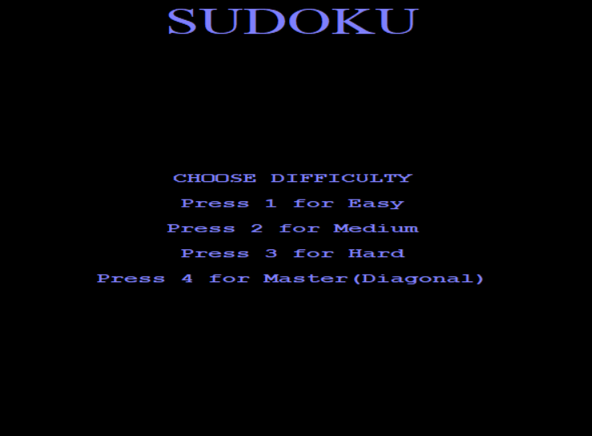 SUDOKU
CHOOSE DIFFICULTY
Press 1 for Easy
Press 2 for Medium
Press 3 for Hard
Press 4 for Master(Diagonal)